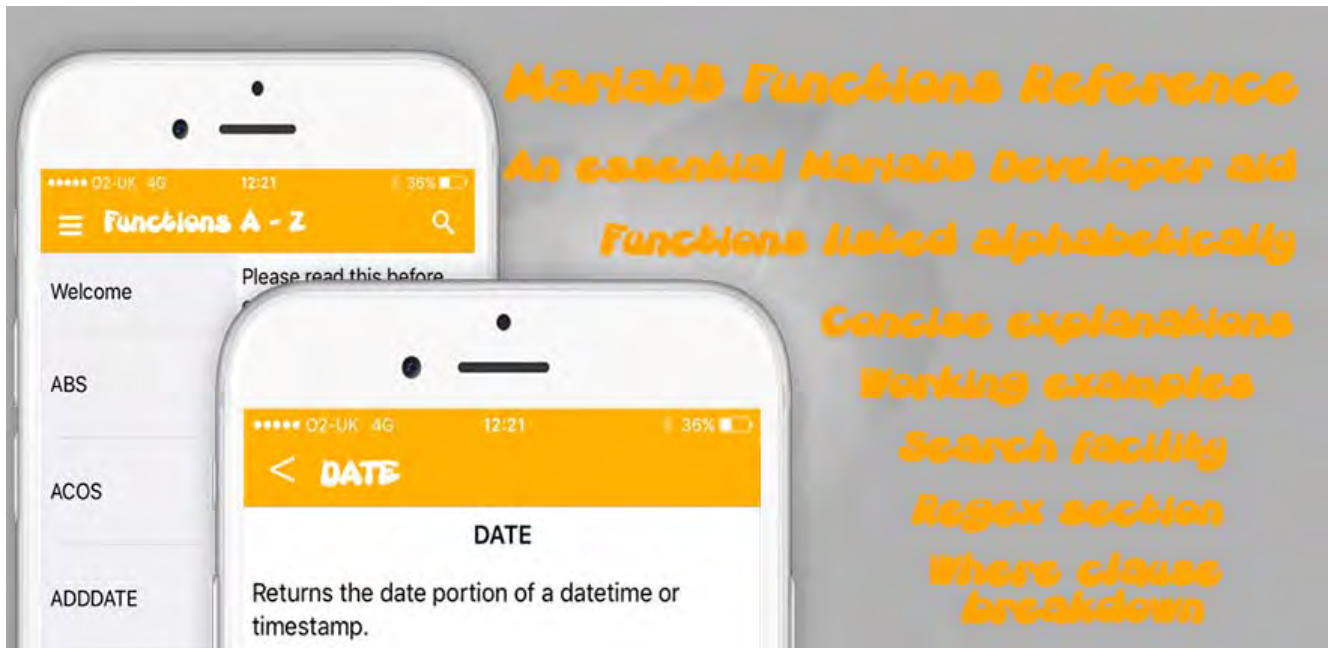 MariaDB Functions Reference
An essential MariaDB Developer aid
Functions listed alphabetically
Concise explanations
Working examples
Search facility
Regex section
Where clause
breakdown
O2-UK 4G 12:21 36%
Functions A - Z
Welcome
Please read this before
ABS
ACOS
ADDDATE
O2-UK 4G 12:21 36%
< DATE
DATE
Returns the date portion of a datetime or
timestamp.